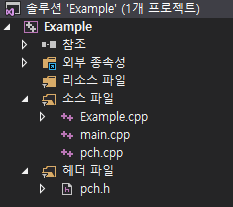 솔루션 'Example' (1개 프로젝트)
Example
참조
외부 종속성
리소스 파일
소스 파일
Example.cpp
main.cpp
pch.cpp
헤더 파일
pch.h